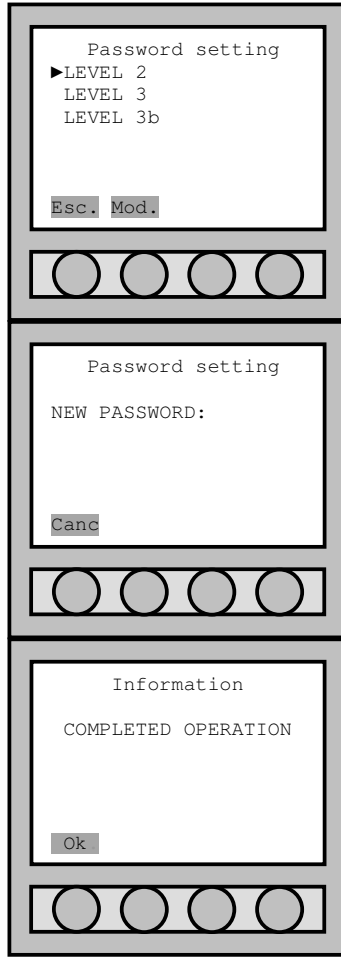 Password setting
►LEVEL 2
LEVEL 3
LEVEL 3b
Esc. Mod.
Password setting
NEW PASSWORD:
Canc
Information
COMPLETED OPERATION
Ok